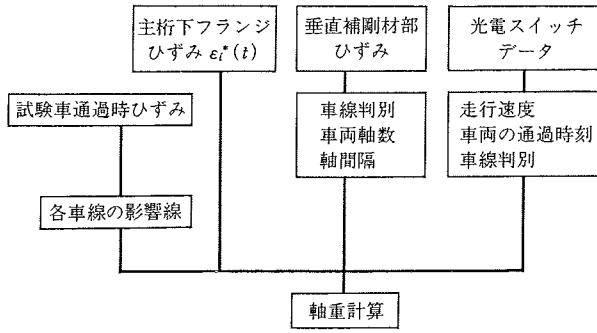 主桁下フランジ
ひずみ εᵢ*(t)
垂直補剛材部
ひずみ
光電スイッチ
データ
試験車通過時ひずみ
車線判別
車両軸数
軸間隔
走行速度
車両の通過時刻
車線判別
各車線の影響線
軸重計算